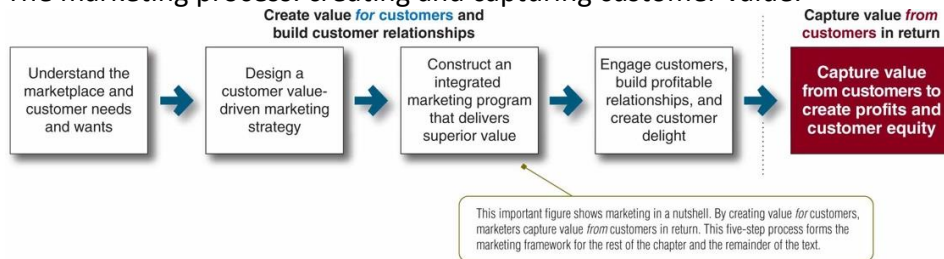 The marketing process: creating and capturing customer value.
Create value for customers and
build customer relationships
Capture value from
customers in return
Understand the
marketplace and
customer needs
and wants
Design a
customer value-
driven marketing
strategy
Construct an
integrated
marketing program
that delivers
superior value
Engage customers,
build profitable
relationships, and
create customer
delight
Capture value
from customers to
create profits and
customer equity
This important figure shows marketing in a nutshell. By creating value for customers,
marketers capture value from customers in return. This five-step process forms the
marketing framework for the rest of the chapter and the remainder of the text.